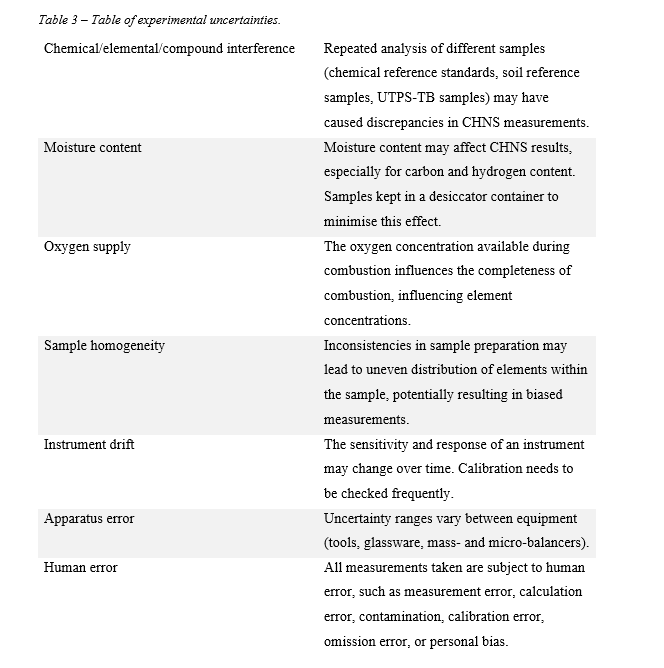 Table 3 – Table of experimental uncertainties.
Chemical/elemental/compound interference
Repeated analysis of different samples
(chemical reference standards, soil reference
samples, UTPS-TB samples) may have
caused discrepancies in CHNS measurements.
Moisture content
Moisture content may affect CHNS results,
especially for carbon and hydrogen content.
Samples kept in a desiccator container to
minimise this effect.
Oxygen supply
The oxygen concentration available during
combustion influences the completeness of
combustion, influencing element
concentrations.
Sample homogeneity
Inconsistencies in sample preparation may
lead to uneven distribution of elements within
the sample, potentially resulting in biased
measurements.
Instrument drift
The sensitivity and response of an instrument
may change over time. Calibration needs to
be checked frequently.
Apparatus error
Uncertainty ranges vary between equipment
(tools, glassware, mass- and micro-balancers).
Human error
All measurements taken are subject to human
error, such as measurement error, calculation
error, contamination, calibration error,
omission error, or personal bias.